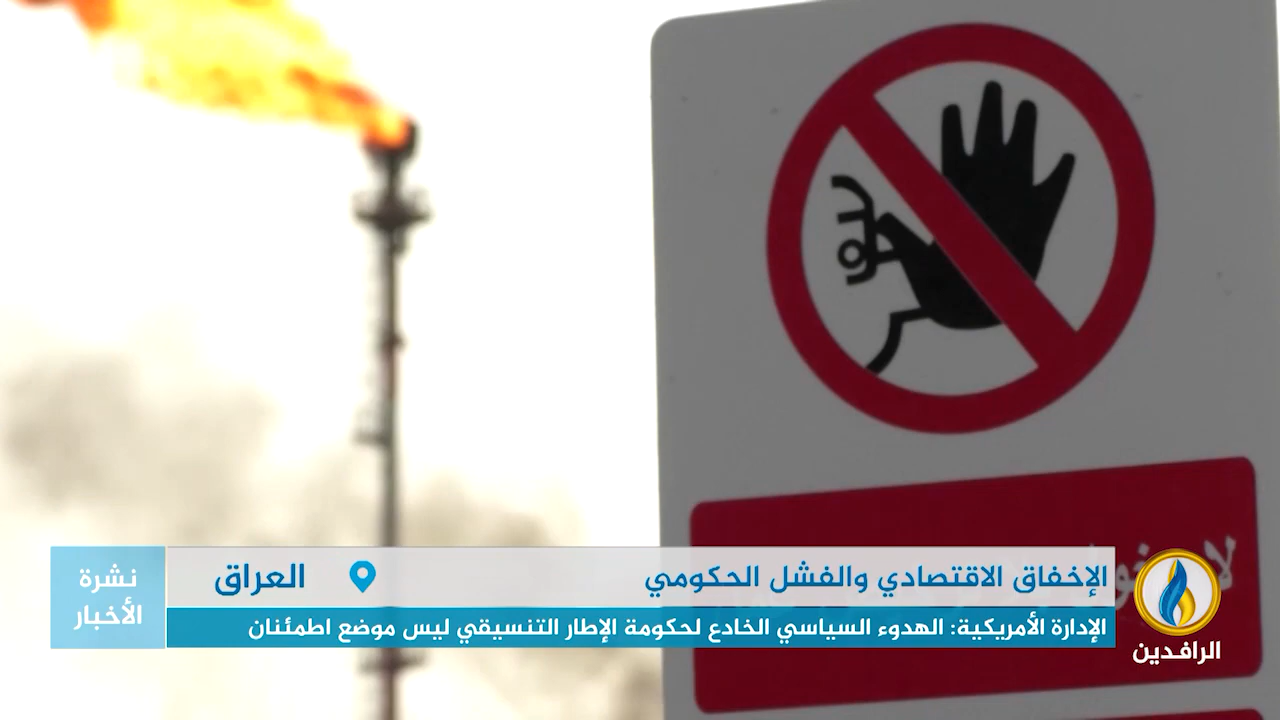 الإخفاق الاقتصادي والفشل الحكومي
العراق
الإدارة الأمريكية: الهدوء السياسي الخادع لحكومة الإطار التنسيقي ليس موضع اطمئنان
نشرة
الأخبار
الرافدين